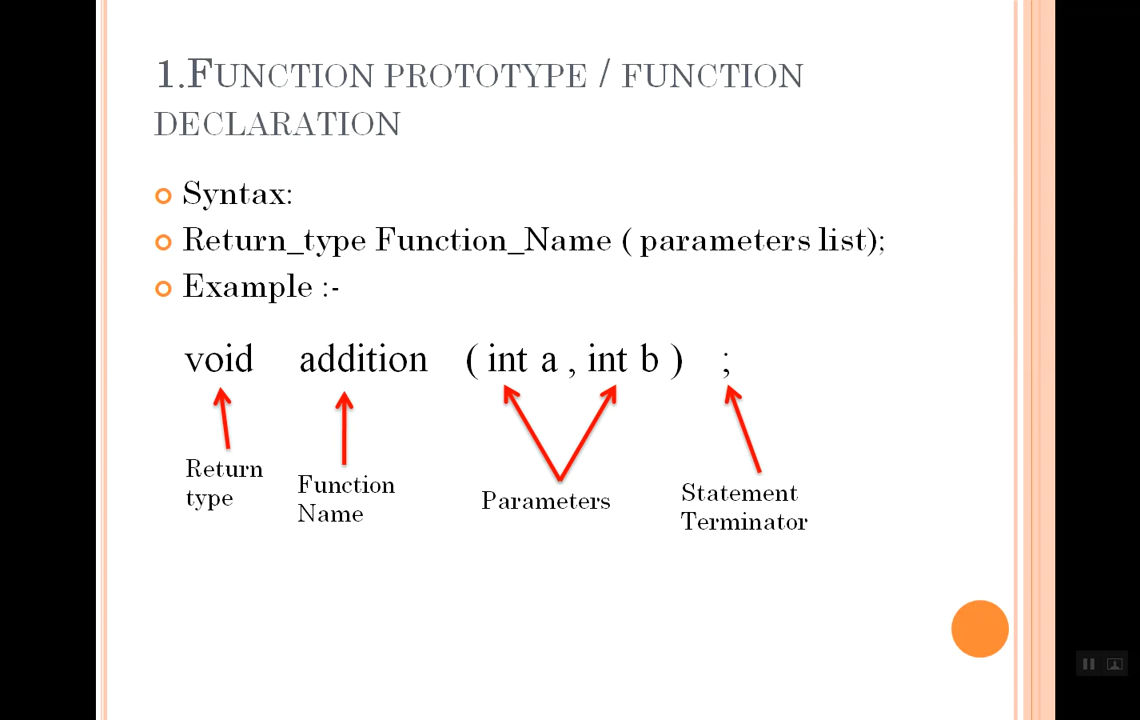 1.Function prototype / function
declaration
Syntax:
Return_type Function_Name ( parameters list);
Example :-
void addition ( int a , int b ) ;
Return
type
Function
Name
Parameters
Statement
Terminator